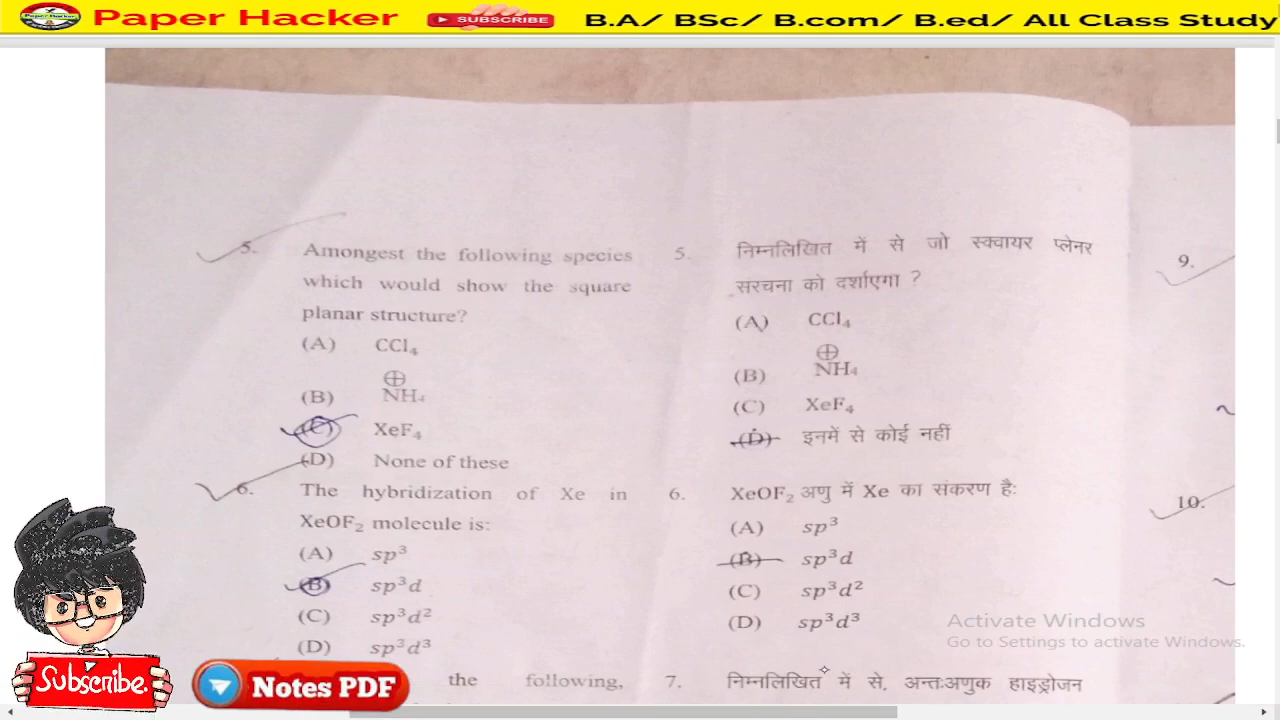 Paper Hacker
SUBSCRIBE
B.A/ BSc/ B.com/ B.ed/ All Class Study
5. Amongest the following species
which would show the square
planar structure?
(A) CCl₄
(B) N⊕H₄
(C) XeF₄
(D) None of these
6. The hybridization of Xe in
XeOF₂ molecule is:
(A) sp³
(B) sp³d
(C) sp³d²
(D) sp³d³
the following,
5. निम्नलिखित में से जो स्क्वायर प्लेनर
संरचना को दर्शाएगा ?
(A) CCl₄
(B) N⊕H₄
(C) XeF₄
(D) इनमें से कोई नहीं
6. XeOF₂ अणु में Xe का संकरण है:
(A) sp³
(B) sp³d
(C) sp³d²
(D) sp³d³
7. निम्नलिखित में से, अन्तःअणुक हाइड्रोजन
9.
10.
Activate Windows
Go to Settings to activate Windows.
Subscribe.
Notes PDF